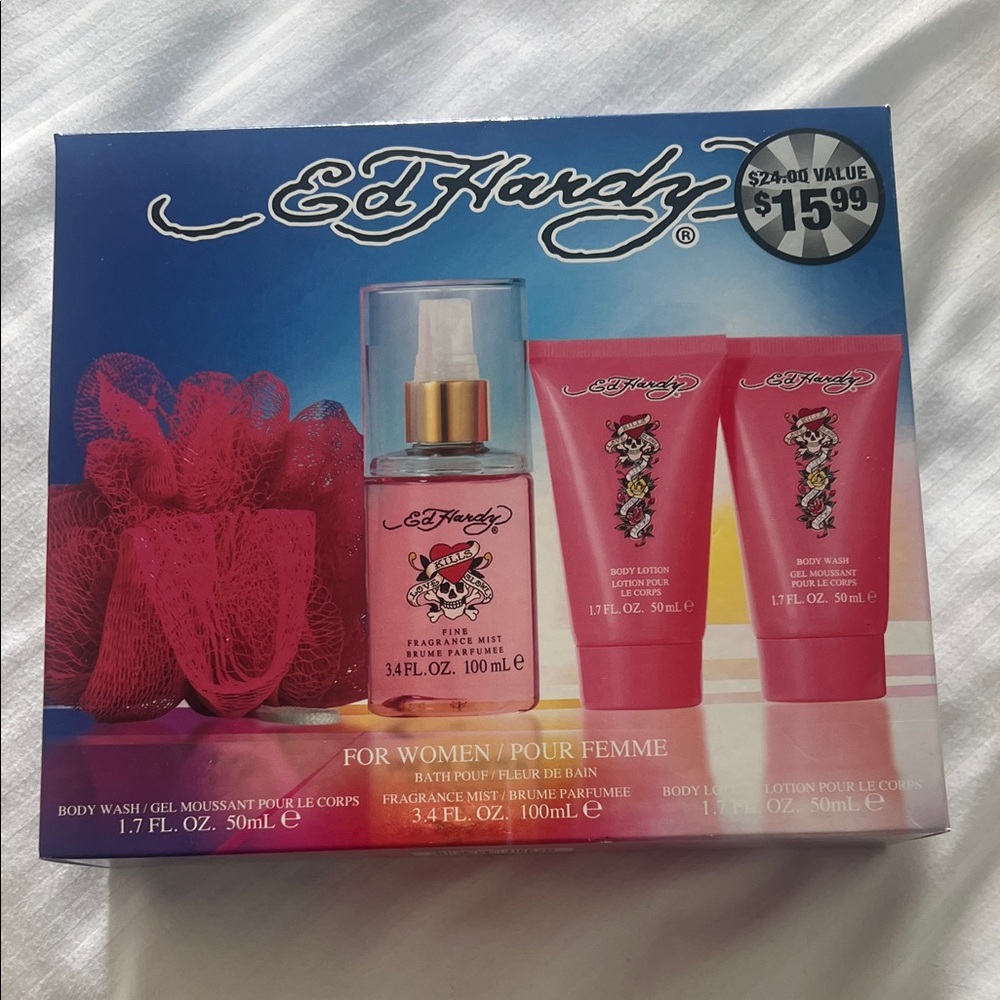 Ed Hardy®
$24.00 VALUE
$15.99
Ed Hardy®
KILLS
LOVE SLOWLY
FINE
FRAGRANCE MIST
BRUME PARFUMEE
3.4 FL. OZ. 100 mL e
Ed Hardy®
KILLS
BODY LOTION
LOTION POUR
LE CORPS
1.7 FL. OZ. 50 mL e
Ed Hardy®
KILLS
BODY WASH
GEL MOUSSANT
POUR LE CORPS
1.7 FL. OZ. 50 mL e
FOR WOMEN / POUR FEMME
BATH POUF / FLEUR DE BAIN
BODY WASH / GEL MOUSSANT POUR LE CORPS
1.7 FL. OZ. 50mL e
FRAGRANCE MIST / BRUME PARFUMEE
3.4 FL. OZ. 100mL e
BODY LOTION / LOTION POUR LE CORPS
1.7 FL. OZ. 50mL e